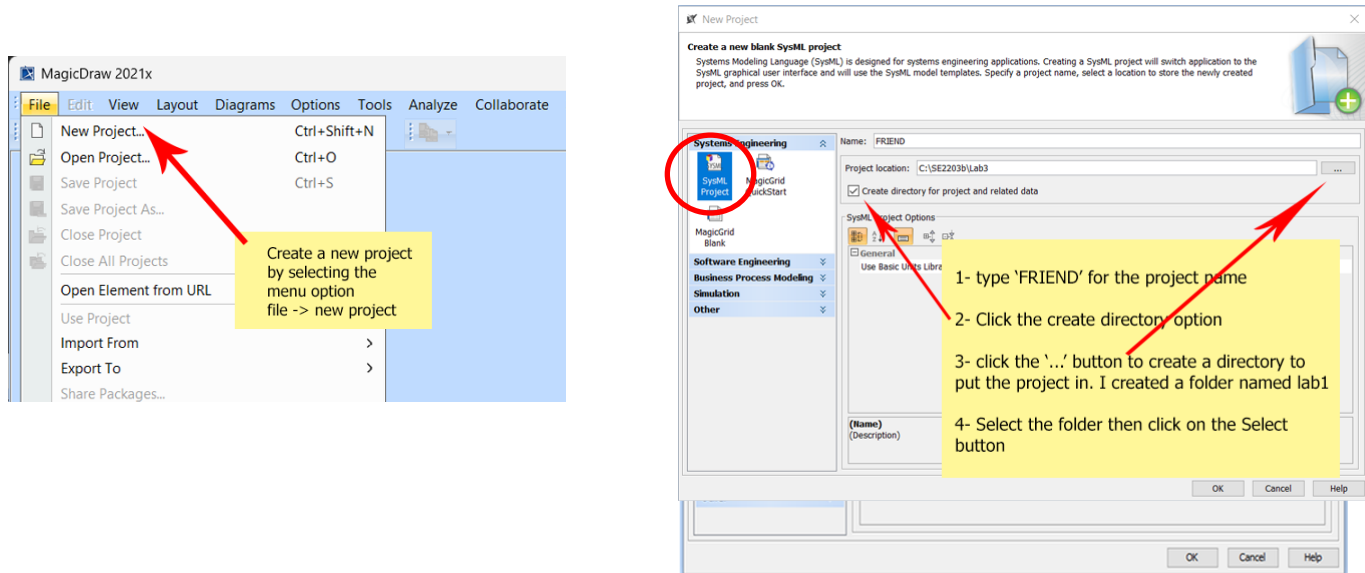 MagicDraw 2021x
File Edit View Layout Diagrams Options Tools Analyze Collaborate
New Project... Ctrl+Shift+N
Open Project... Ctrl+O
Save Project Ctrl+S
Save Project As...
Close Project
Close All Projects
Open Element from URL
Use Project
Import From
Export To
Share Packages...
Create a new project
by selecting the
menu option
file -> new project
New Project
Create a new blank SysML project
Systems Modeling Language (SysML) is designed for systems engineering applications. Creating a SysML project will switch application to the
SysML graphical user interface and will use the SysML model templates. Specify a project name, select a location to store the newly created
project, and press OK.
Systems Engineering
SysML
Project
MagicGrid
QuickStart
MagicGrid
Blank
Software Engineering
Business Process Modeling
Simulation
Other
Name: FRIEND
Project location: C:\SE2203b\Lab3
...
Create directory for project and related data
SysML Project Options
General
Use Basic Units
(Name)
(Description)
1- type ‘FRIEND’ for the project name
2- Click the create directory option
3- click the ‘...’ button to create a directory to
put the project in. I created a folder named lab1
4- Select the folder then click on the Select
button
OK Cancel Help
OK Cancel Help